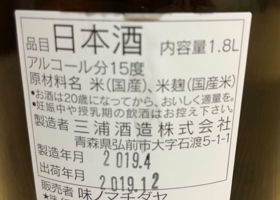 品目 日本酒 内容量1.8L
アルコール分15度
原材料名 米(国産)、米麹(国産米)
•お酒は20歳になってから、おいしく適量を。
•妊娠中や授乳期の飲酒はお控え下さい。
製造者 三浦酒造株式会社
青森県弘前市大字石渡5-1-1
製造年月 2019.4
出荷年月 2019.12
販売者 味ノマチダヤ